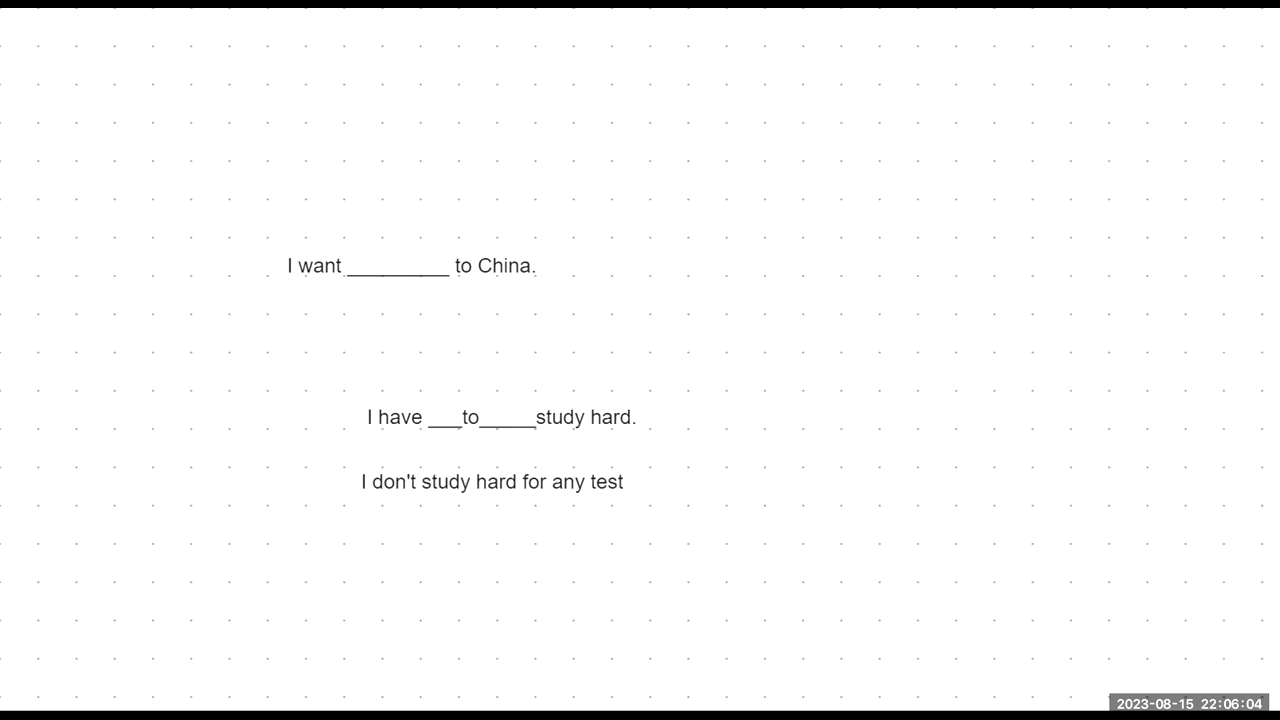 I want _________ to China.
I have ___to_____study hard.
I don't study hard for any test
2023-08-15 22:06:04